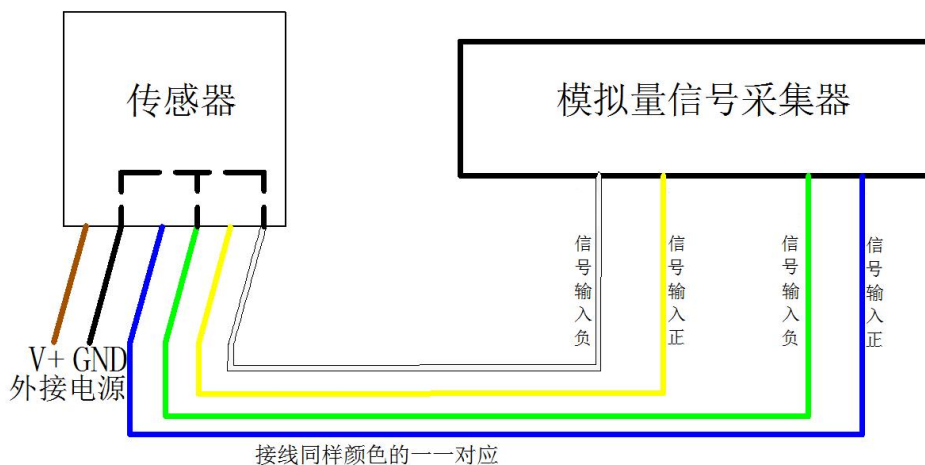 传感器
模拟量信号采集器
信号输入负
信号输入正
信号输入负
信号输入正
V+ GND
外接电源
接线同样颜色的一一对应